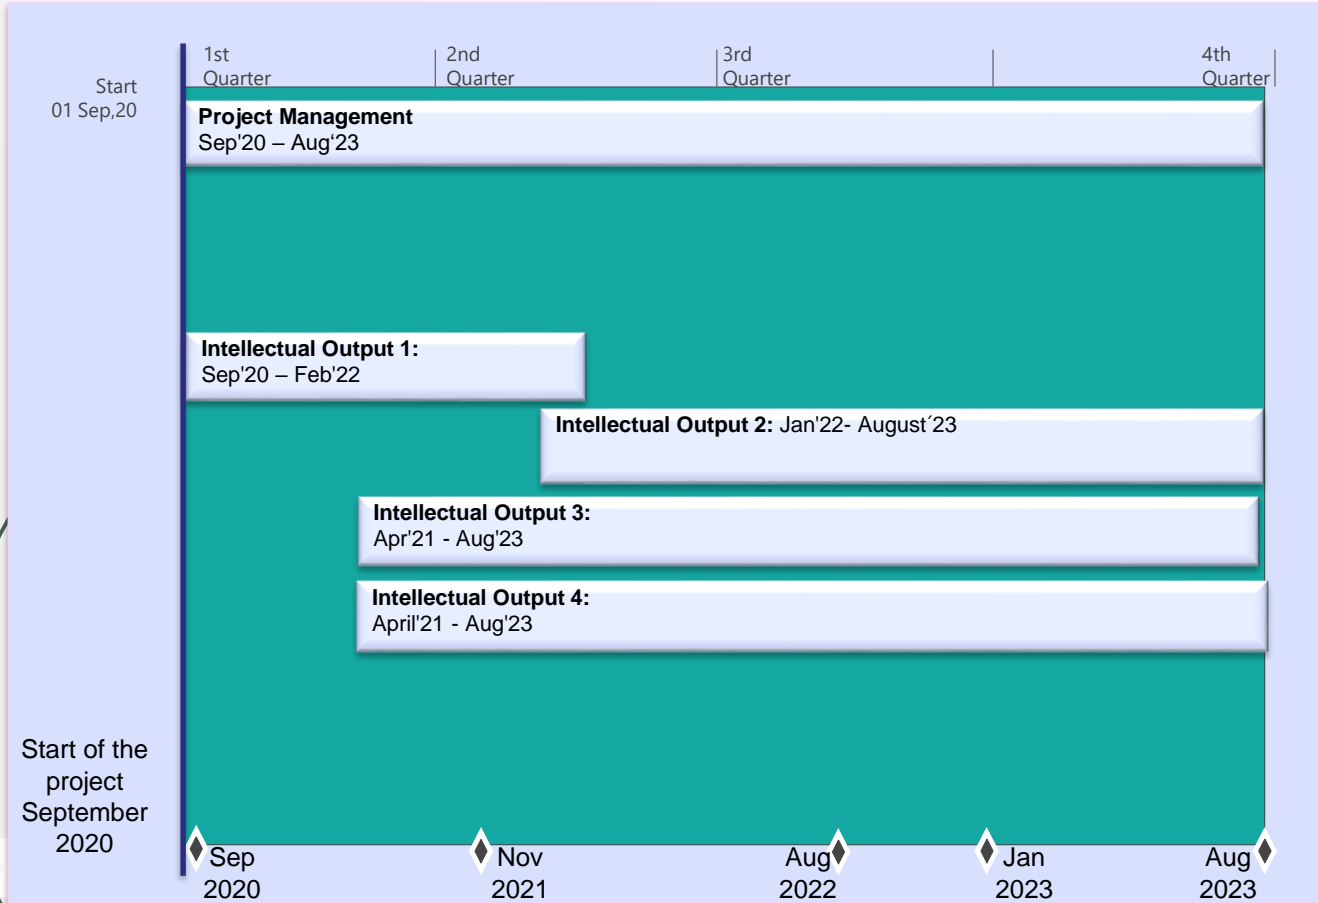 1st
Quarter
2nd
Quarter
3rd
Quarter
4th
Quarter
Start
01 Sep,20
Project Management
Sep'20 – Aug‘23
Intellectual Output 1:
Sep'20 – Feb'22
Intellectual Output 2: Jan'22- August´23
Intellectual Output 3:
Apr'21 - Aug'23
Intellectual Output 4:
April'21 - Aug'23
Start of the
project
September
2020
Sep
2020
Nov
2021
Aug
2022
Jan
2023
Aug
2023